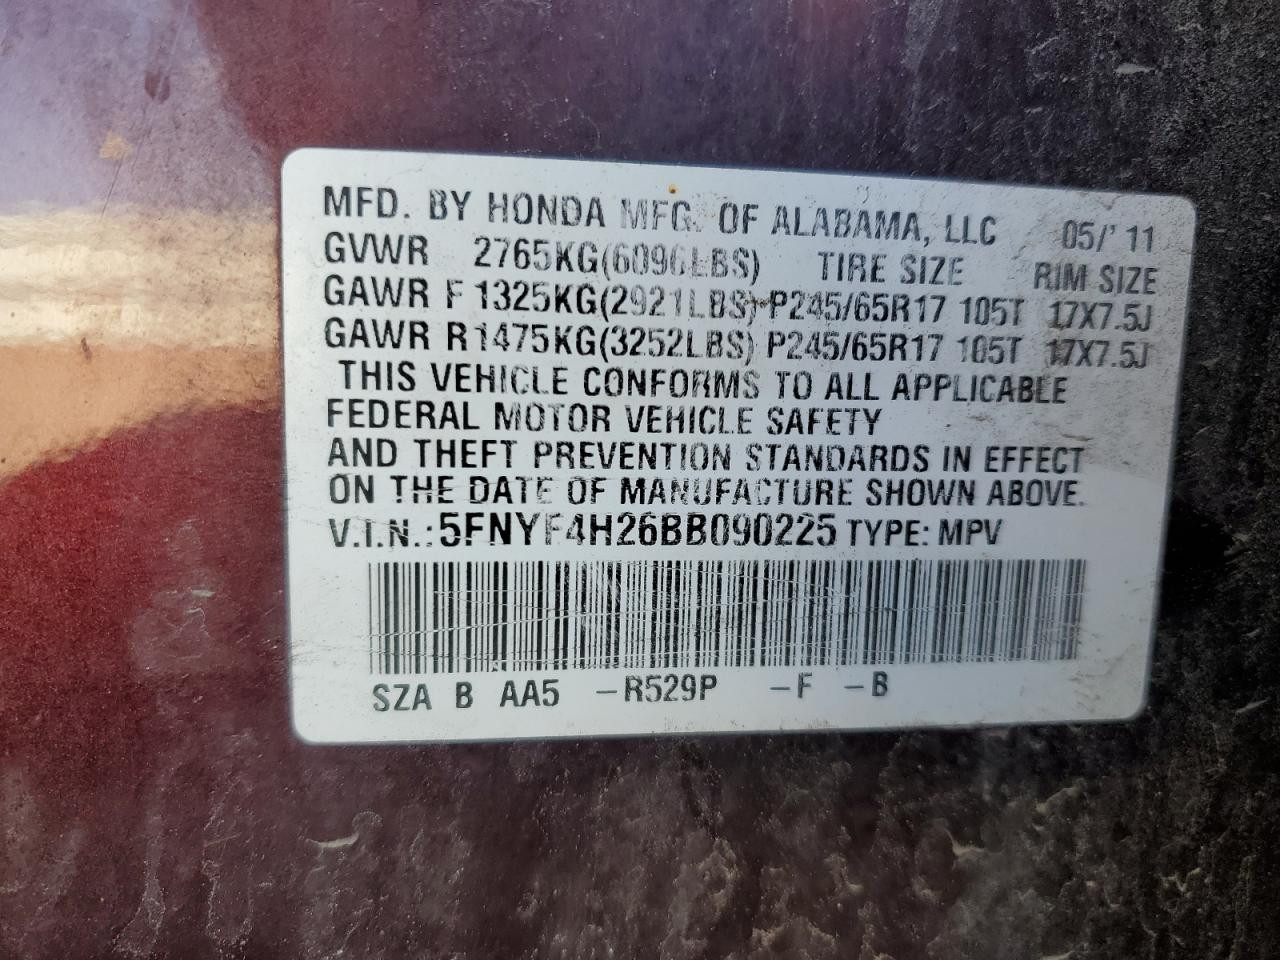 MFD. BY HONDA MFG. OF ALABAMA, LLC 05/'11
GVWR 2765KG(6096LBS) TIRE SIZE RIM SIZE
GAWR F 1325KG(2921LBS) P245/65R17 105T 17X7.5J
GAWR R 1475KG(3252LBS) P245/65R17 105T 17X7.5J
THIS VEHICLE CONFORMS TO ALL APPLICABLE
FEDERAL MOTOR VEHICLE SAFETY
AND THEFT PREVENTION STANDARDS IN EFFECT
ON THE DATE OF MANUFACTURE SHOWN ABOVE.
V.I.N.: 5FNYF4H26BB090225 TYPE: MPV
SZA B AA5 -R529P -F -B